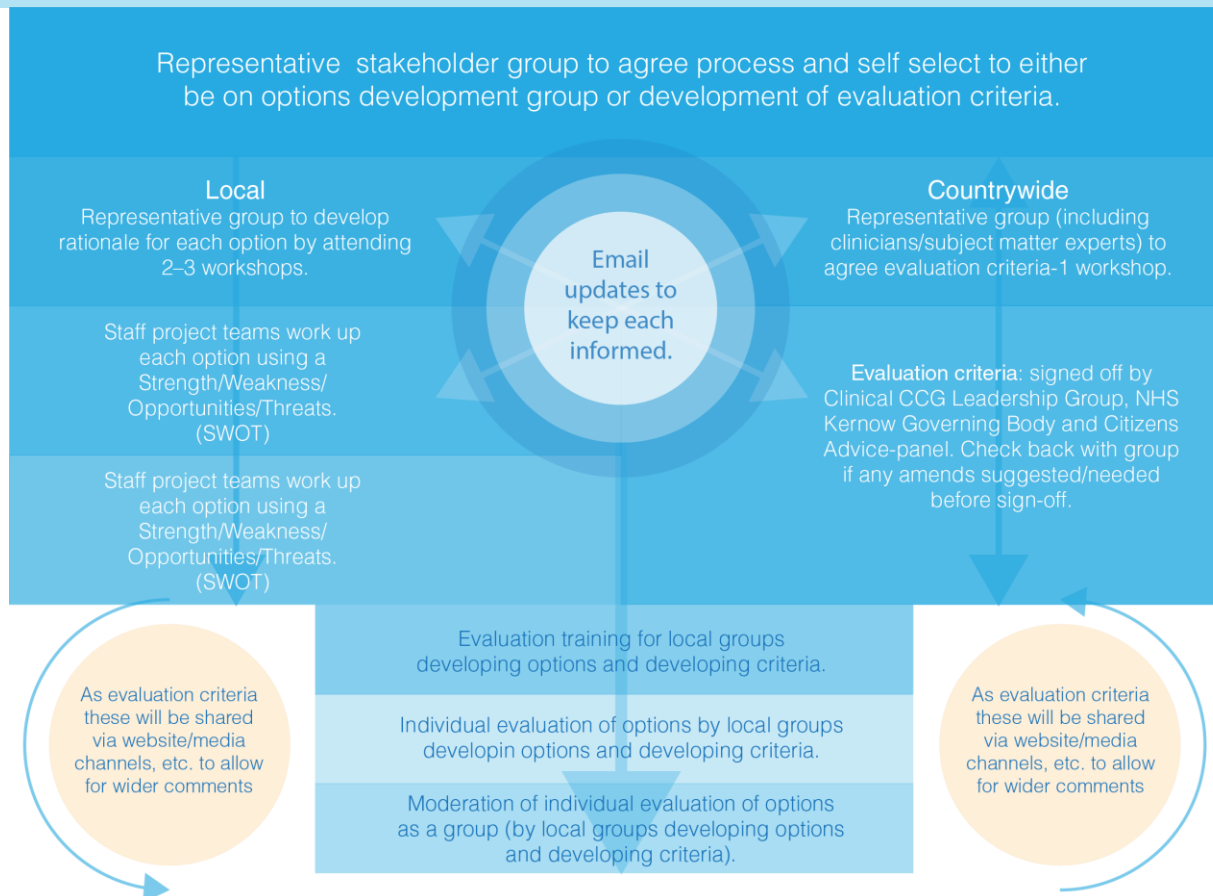 Representative stakeholder group to agree process and self select to either
be on options development group or development of evaluation criteria.
Local
Representative group to develop
rationale for each option by attending
2–3 workshops.
Countrywide
Representative group (including
clinicians/subject matter experts) to
agree evaluation criteria-1 workshop.
Email
updates to
keep each
informed.
Staff project teams work up
each option using a
Strength/Weakness/
Opportunities/Threats.
(SWOT)
Evaluation criteria: signed off by
Clinical CCG Leadership Group, NHS
Kernow Governing Body and Citizens
Advice-panel. Check back with group
if any amends suggested/needed
before sign-off.
Staff project teams work up
each option using a
Strength/Weakness/
Opportunities/Threats.
(SWOT)
As evaluation criteria
these will be shared
via website/media
channels, etc. to allow
for wider comments
Evaluation training for local groups
developing options and developing criteria.
Individual evaluation of options by local groups
developin options and developing criteria.
Moderation of individual evaluation of options
as a group (by local groups developing options
and developing criteria).
As evaluation criteria
these will be shared
via website/media
channels, etc. to allow
for wider comments